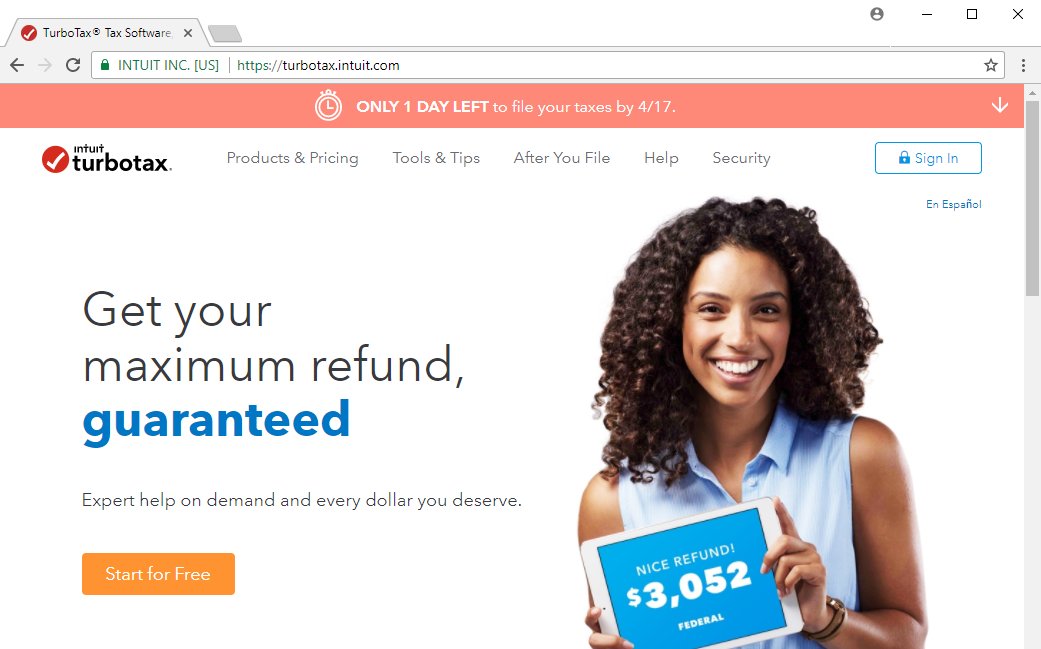 TurboTax® Tax Software,
INTUIT INC. [US]
https://turbotax.intuit.com
ONLY 1 DAY LEFT to file your taxes by 4/17.
intuit
turbotax.
Products & Pricing
Tools & Tips
After You File
Help
Security
Sign In
En Español
Get your
maximum refund,
guaranteed
Expert help on demand and every dollar you deserve.
Start for Free
NICE REFUND!
$3,052
FEDERAL